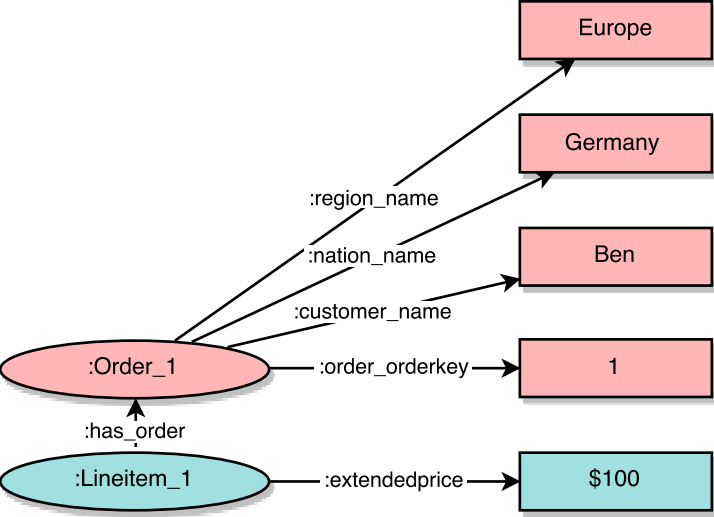 Europe
Germany
:region_name
:nation_name
Ben
:customer_name
:Order_1
:order_orderkey
1
:has_order
:Lineitem_1
:extendedprice
$100